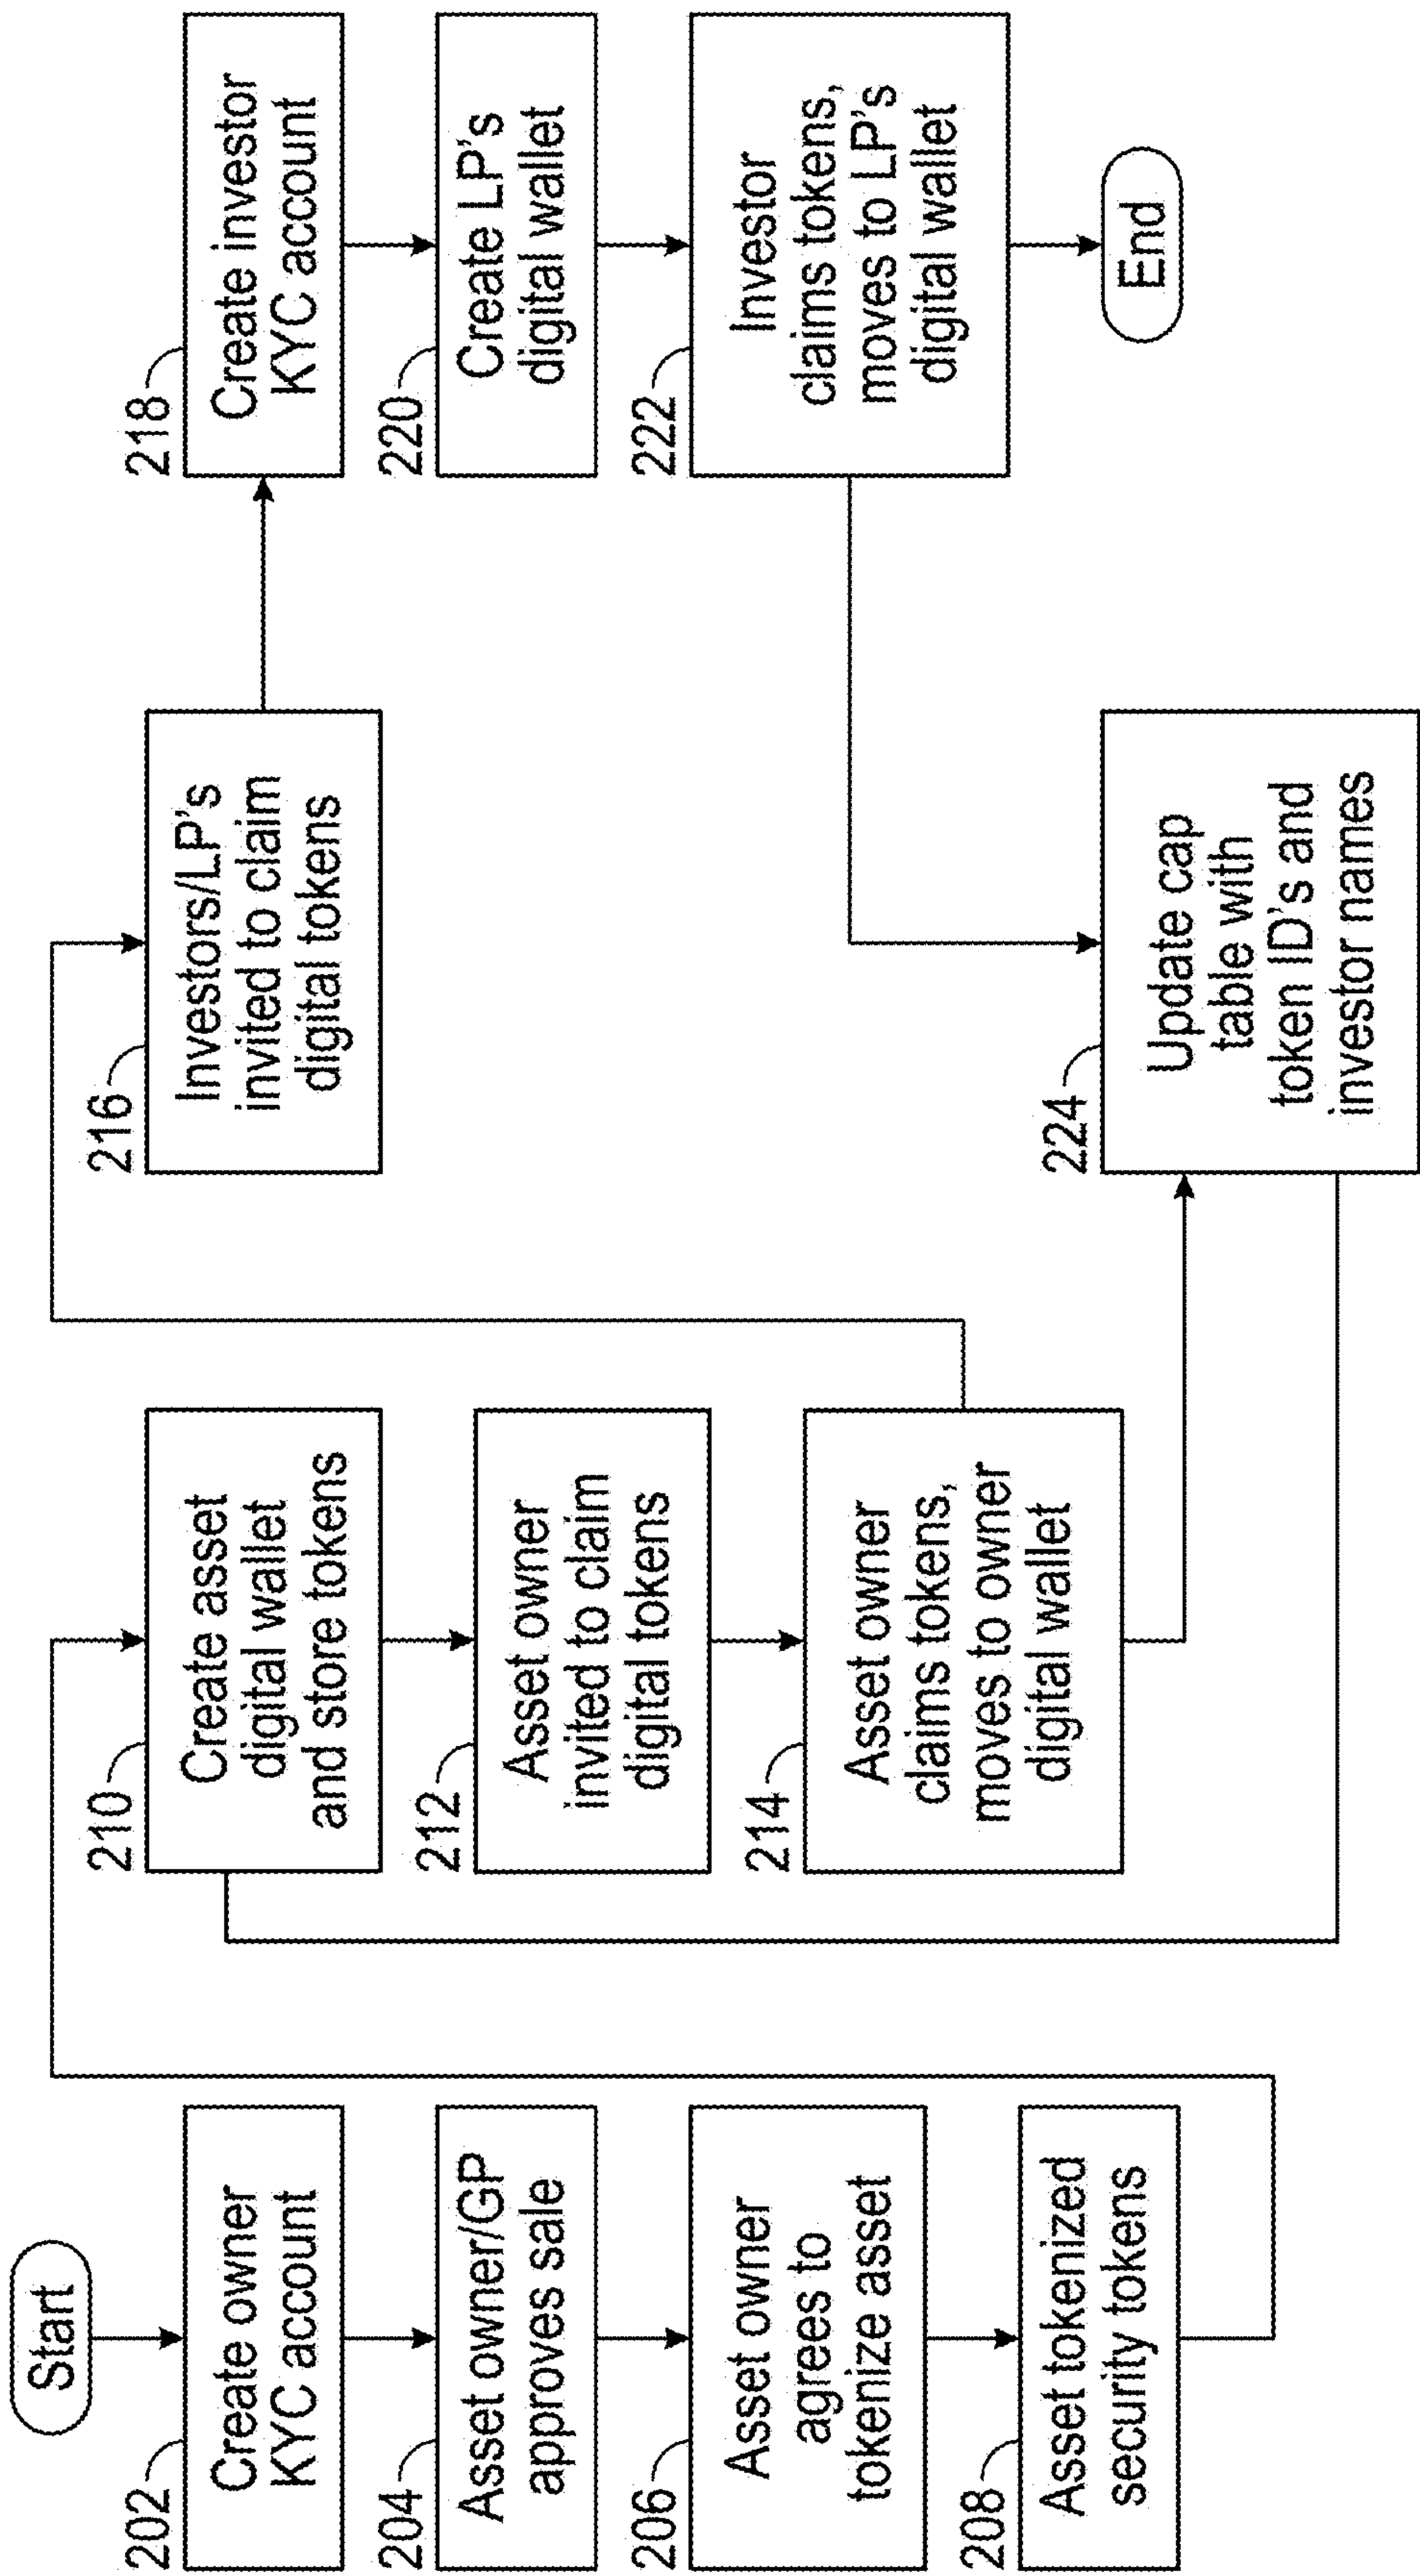 Start
202
Create owner
KYC account
204
Asset owner/GP
approves sale
206
Asset owner
agrees to
tokenize asset
208
Asset tokenized
security tokens
210
Create asset
digital wallet
and store tokens
212
Asset owner
invited to claim
digital tokens
214
Asset owner
claims tokens,
moves to owner
digital wallet
216
Investors/LP's
invited to claim
digital tokens
224
Update cap
table with
token ID's and
investor names
218
Create investor
KYC account
220
Create LP's
digital wallet
222
Investor
claims tokens,
moves to LP's
digital wallet
End